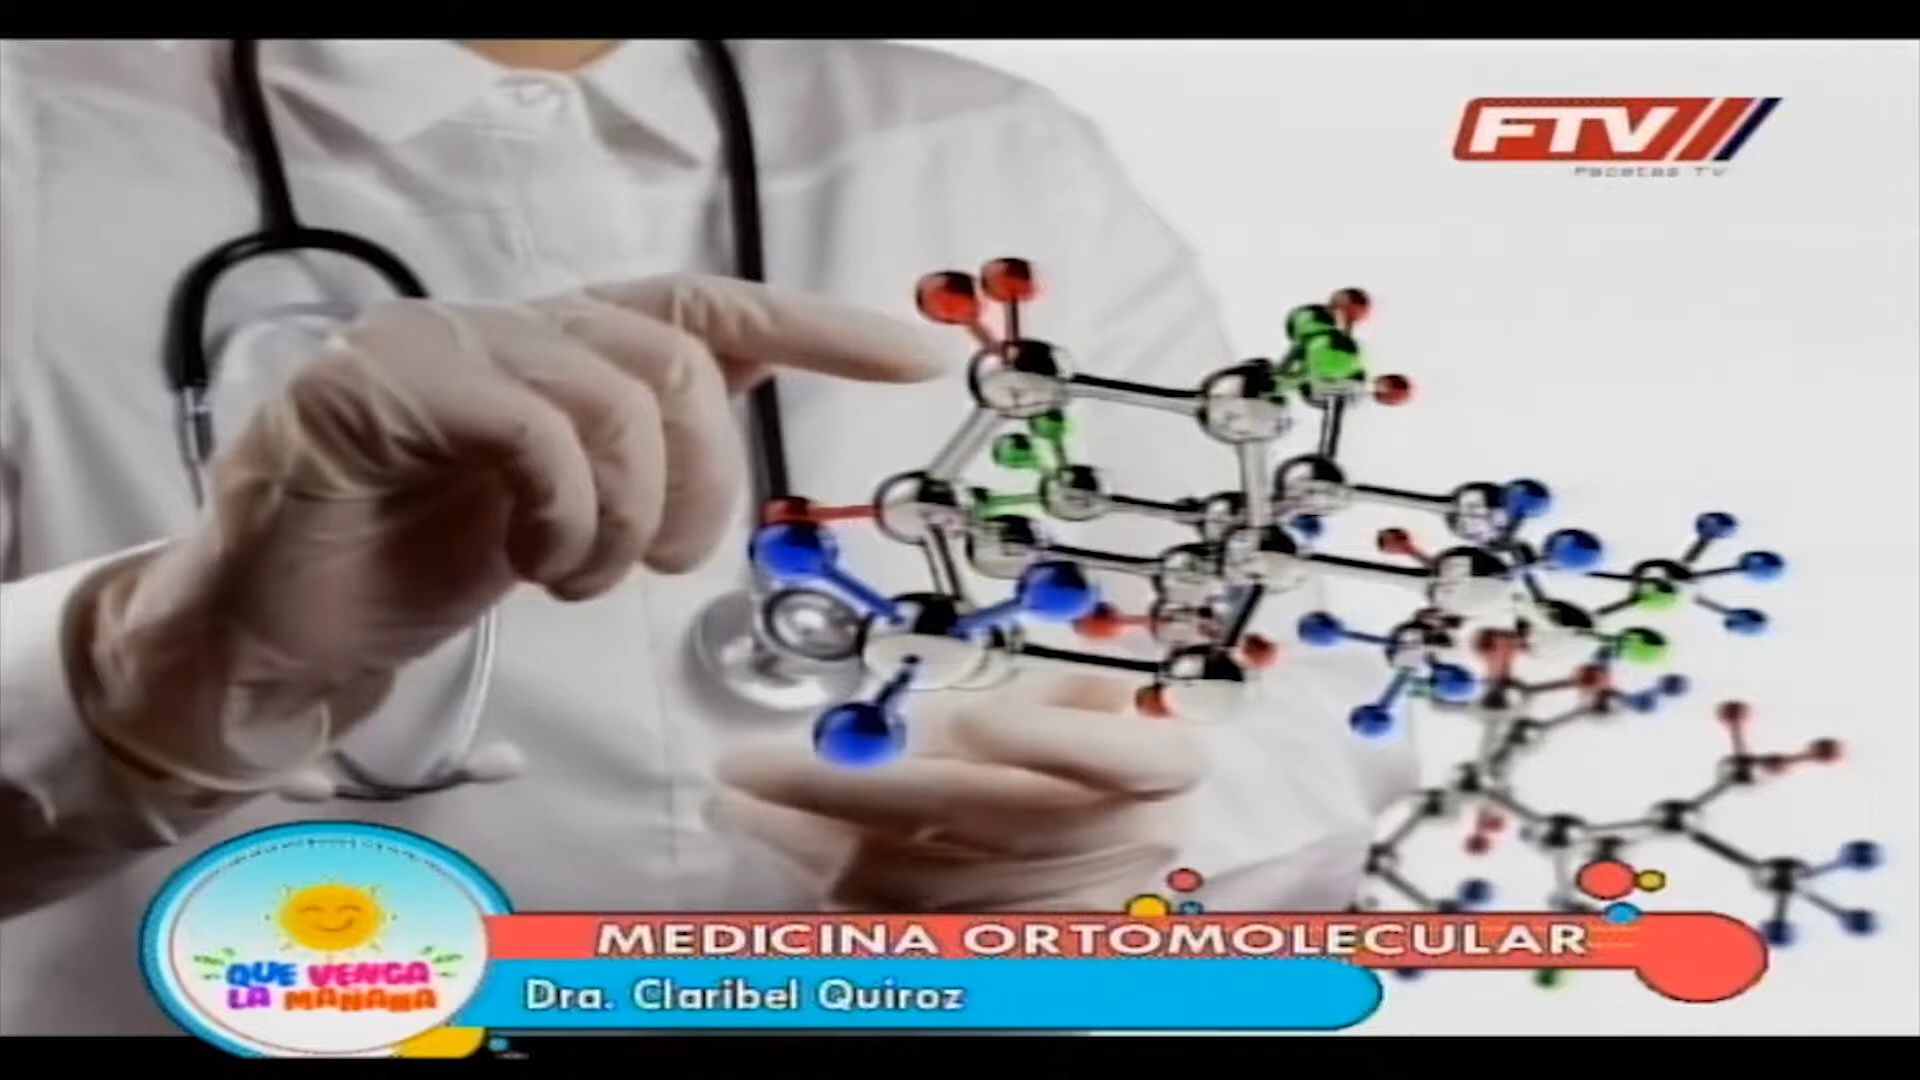 FTV
Facetas TV
QUE VENGA
LA MAÑANA
MEDICINA ORTOMOLECULAR
Dra. Claribel Quiroz